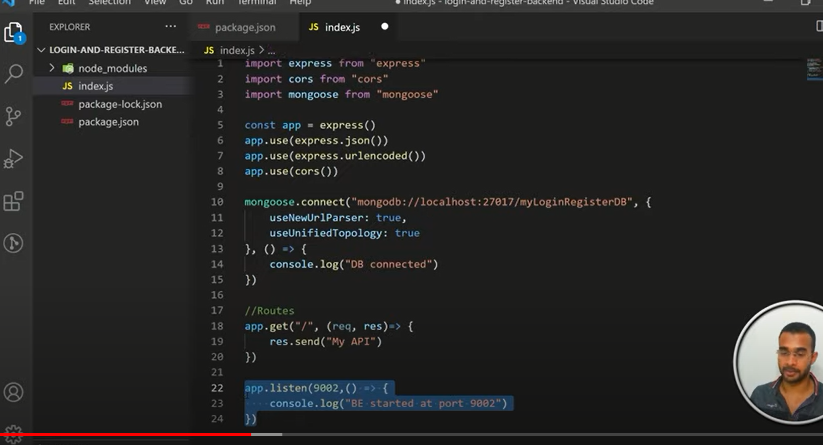 File Edit Selection View Go Run Terminal Help
index.js - login-and-register-backend - Visual Studio Code
EXPLORER
package.json
JS index.js
LOGIN-AND-REGISTER-BACKE...
JS index.js > ...
node_modules
JS index.js
package-lock.json
package.json
1
1 import express from "express"
2 import cors from "cors"
3 import mongoose from "mongoose"
4
5 const app = express()
6 app.use(express.json())
7 app.use(express.urlencoded())
8 app.use(cors())
9
10 mongoose.connect("mongodb://localhost:27017/myLoginRegisterDB", {
11 useNewUrlParser: true,
12 useUnifiedTopology: true
13 }, () => {
14 console.log("DB connected")
15 })
16
17 //Routes
18 app.get("/", (req, res)=> {
19 res.send("My API")
20 })
21
22 app.listen(9002,() => {
23 console.log("BE started at port 9002")
24 })